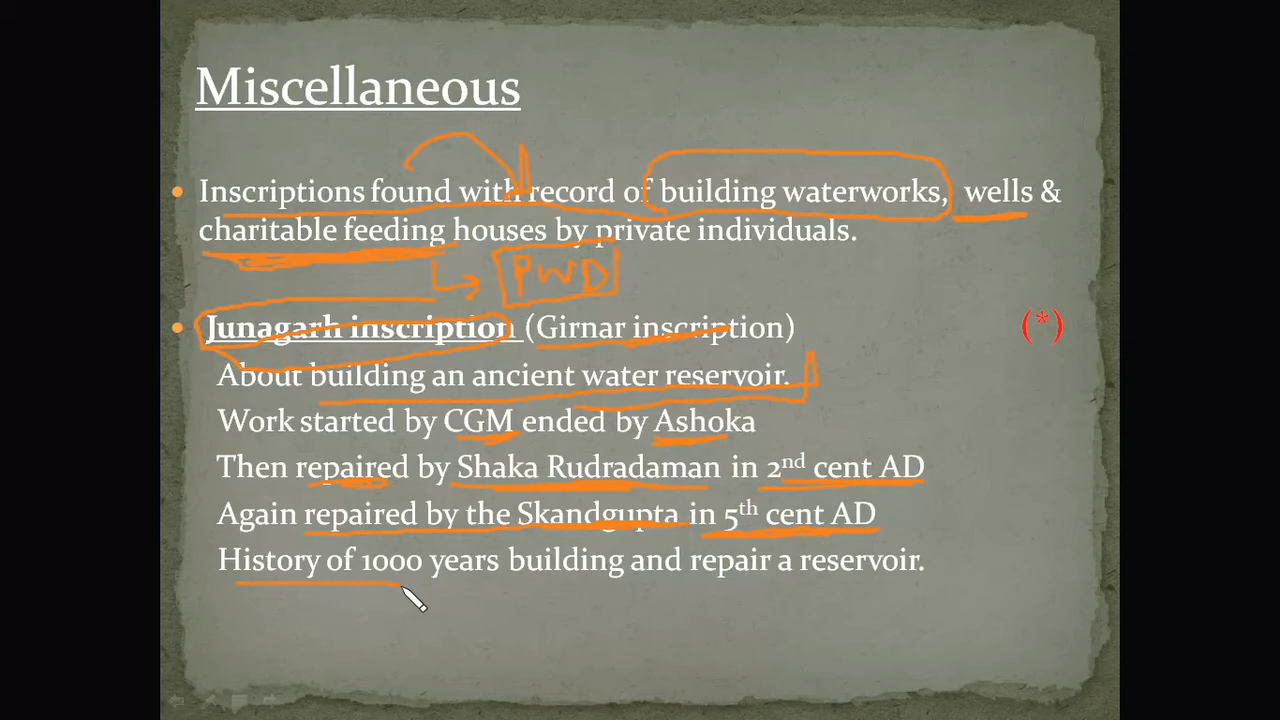 Miscellaneous
Inscriptions found with record of building waterworks, wells &
charitable feeding houses by private individuals.
PWD
Junagarh inscription (Girnar inscription) (*)
About building an ancient water reservoir.
Work started by CGM ended by Ashoka
Then repaired by Shaka Rudradaman in 2nd cent AD
Again repaired by the Skandgupta in 5th cent AD
History of 1000 years building and repair a reservoir.